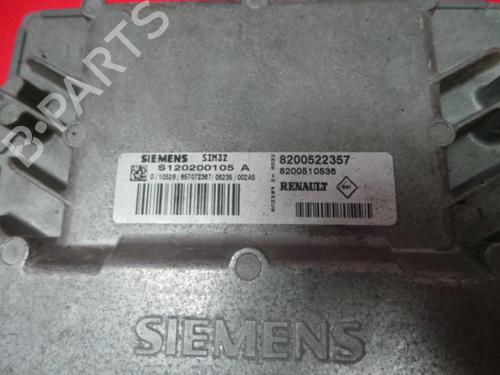 B-PARTS
SIEMENS SIM32
S120200105 A
8200522357
8200510536
RENAULT
SIEMENS